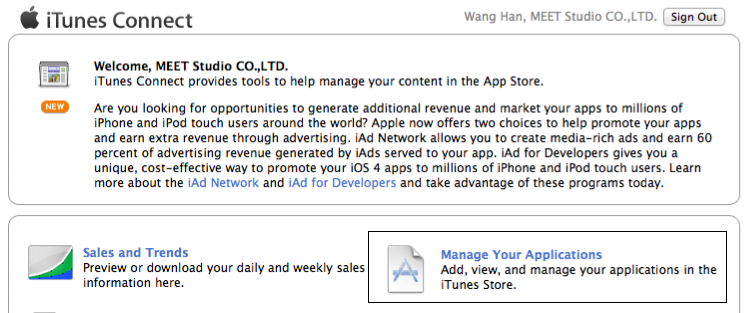 iTunes Connect
Wang Han, MEET Studio CO.,LTD. Sign Out
Welcome, MEET Studio CO.,LTD.
iTunes Connect provides tools to help manage your content in the App Store.
NEW
Are you looking for opportunities to generate additional revenue and market your apps to millions of
iPhone and iPod touch users around the world? Apple now offers two choices to help promote your apps
and earn extra revenue through advertising. iAd Network allows you to create media-rich ads and earn 60
percent of advertising revenue generated by iAds served to your app. iAd for Developers gives you a
unique, cost-effective way to promote your iOS 4 apps to millions of iPhone and iPod touch users. Learn
more about the iAd Network and iAd for Developers and take advantage of these programs today.
Sales and Trends
Preview or download your daily and weekly sales
information here.
Manage Your Applications
Add, view, and manage your applications in the
iTunes Store.